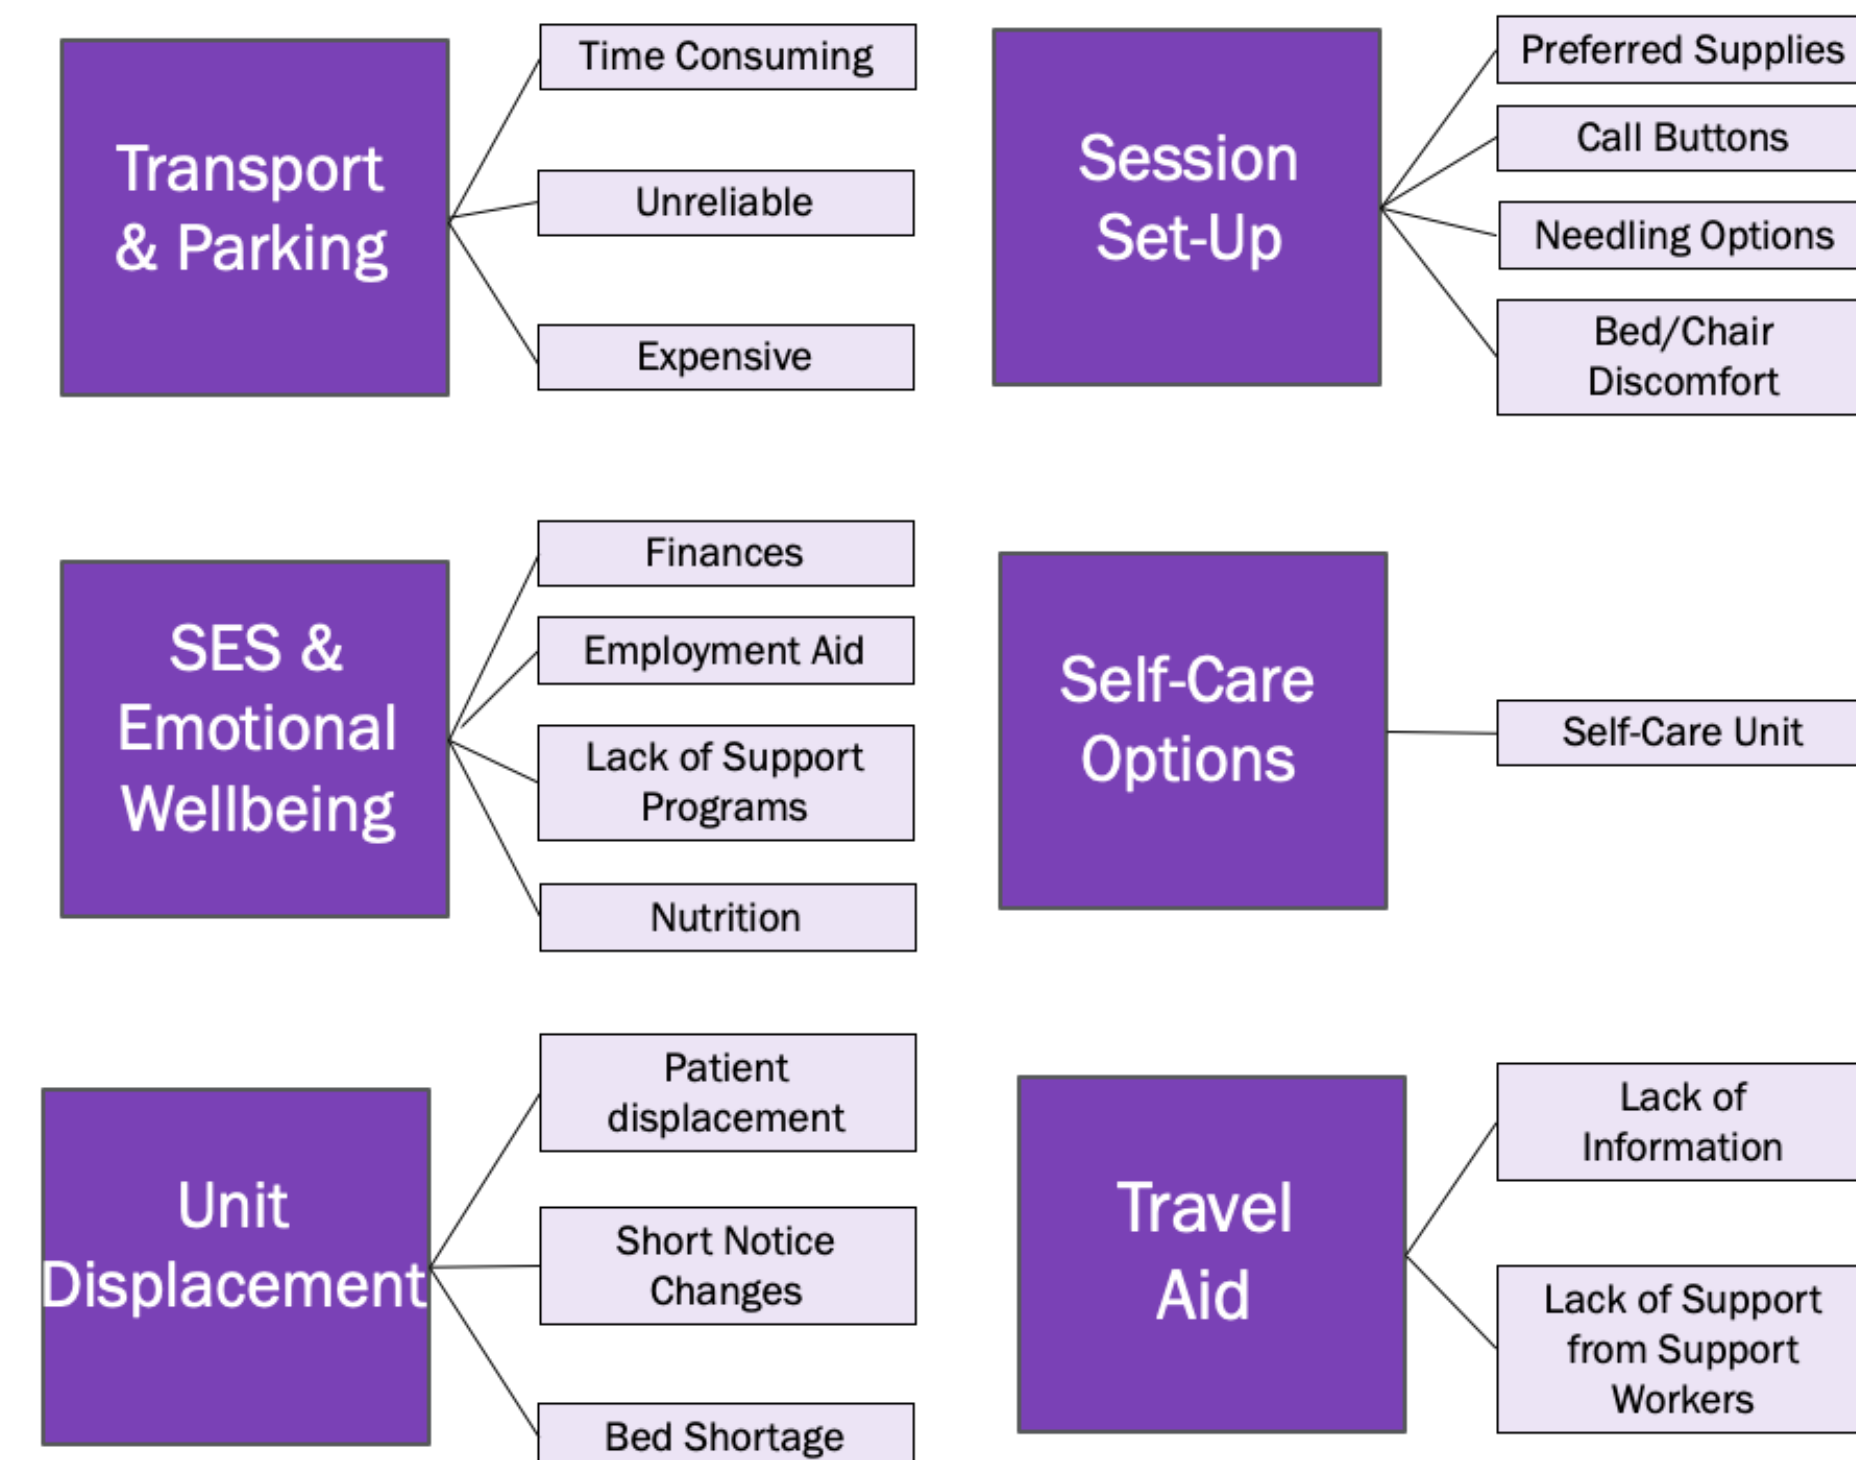 Transport
& Parking
Time Consuming
Unreliable
Expensive
Session
Set-Up
Preferred Supplies
Call Buttons
Needling Options
Bed/Chair
Discomfort
SES &
Emotional
Wellbeing
Finances
Employment Aid
Lack of Support
Programs
Nutrition
Self-Care
Options
Self-Care Unit
Unit
Displacement
Patient
displacement
Short Notice
Changes
Bed Shortage
Travel
Aid
Lack of
Information
Lack of Support
from Support
Workers